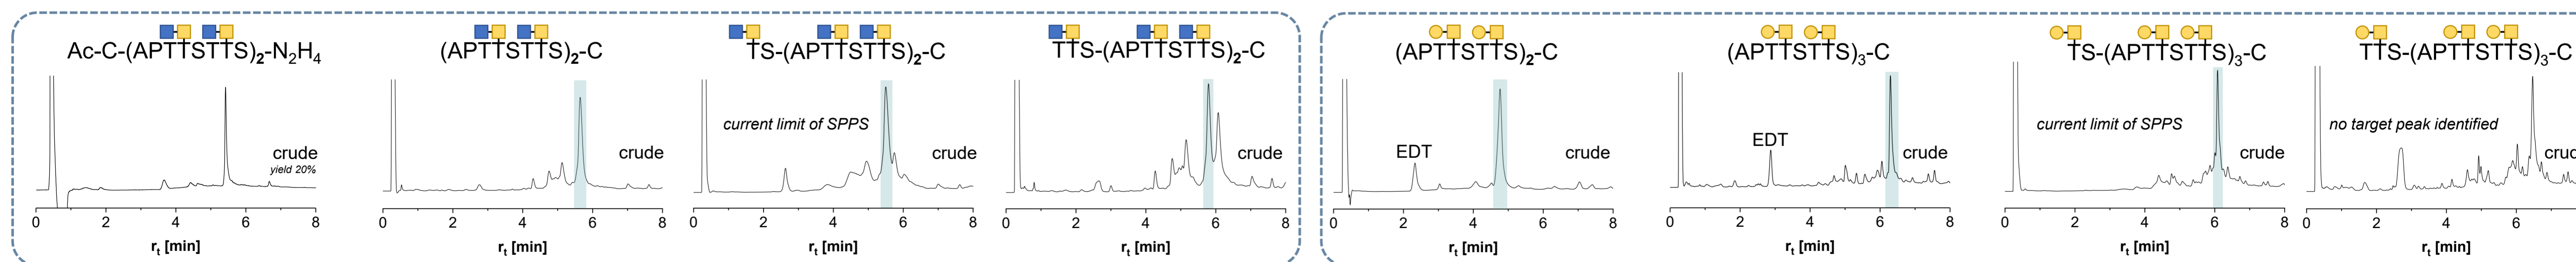 Ac-C-(APTTSTTS)₂-N₂H₄
crude
yield 20%
0 2 4 6 8
rₜ [min]
(APTTSTTS)₂-C
crude
0 2 4 6 8
rₜ [min]
TS-(APTTSTTS)₂-C
current limit of SPPS
crude
0 2 4 6 8
rₜ [min]
TTS-(APTTSTTS)₂-C
crude
0 2 4 6 8
rₜ [min]
(APTTSTTS)₂-C
EDT
crude
0 2 4 6 8
rₜ [min]
(APTTSTTS)₃-C
EDT
crude
0 2 4 6 8
rₜ [min]
TS-(APTTSTTS)₃-C
current limit of SPPS
crude
0 2 4 6 8
rₜ [min]
TTS-(APTTSTTS)₃-C
no target peak identified
0 2 4 6
rₜ [min]